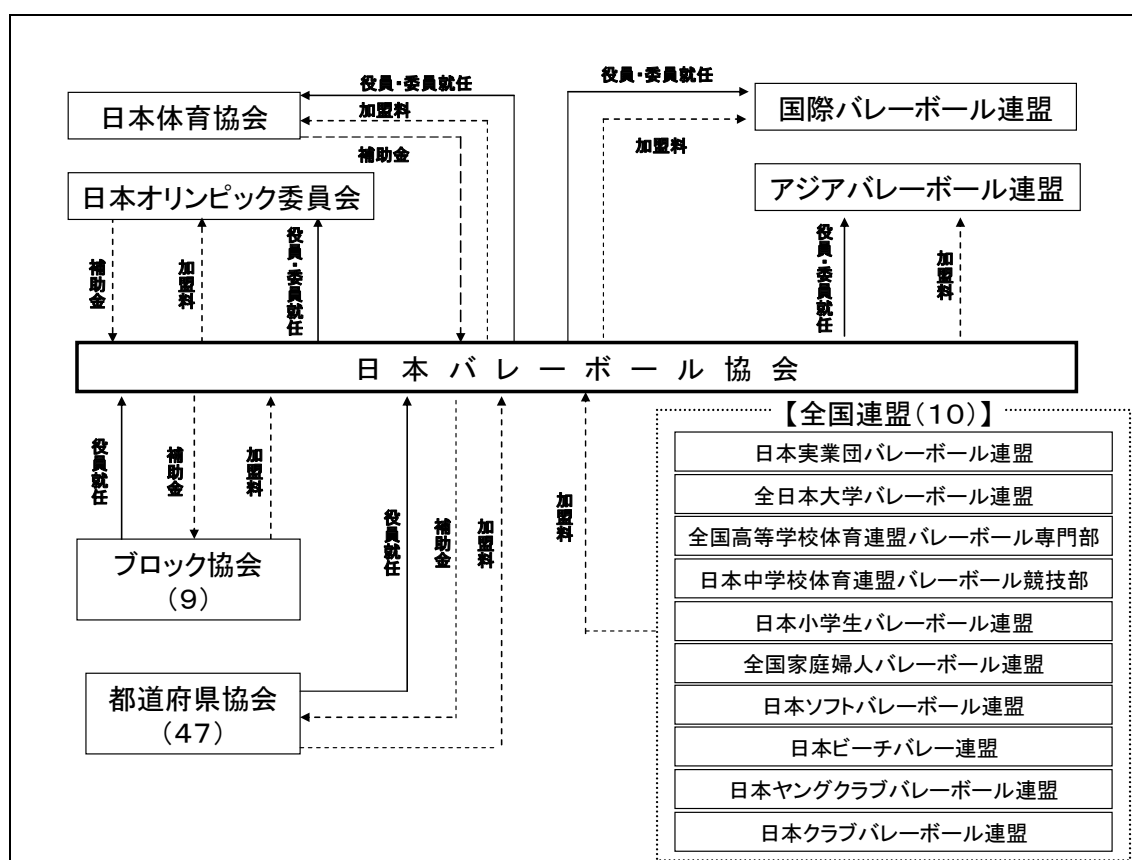 役員・委員就任
日本体育協会
加盟料
補助金
役員・委員就任
国際バレーボール連盟
加盟料
日本オリンピック委員会
アジアバレーボール連盟
補助金
加盟料
役員・委員就任
役員・委員就任
加盟料
日本バレーボール協会
役員就任
補助金
加盟料
ブロック協会
(9)
役員就任
補助金
加盟料
都道府県協会
(47)
加盟料
【全国連盟(10)】
日本実業団バレーボール連盟
全日本大学バレーボール連盟
全国高等学校体育連盟バレーボール専門部
日本中学校体育連盟バレーボール競技部
日本小学生バレーボール連盟
全国家庭婦人バレーボール連盟
日本ソフトバレーボール連盟
日本ビーチバレー連盟
日本ヤングクラブバレーボール連盟
日本クラブバレーボール連盟